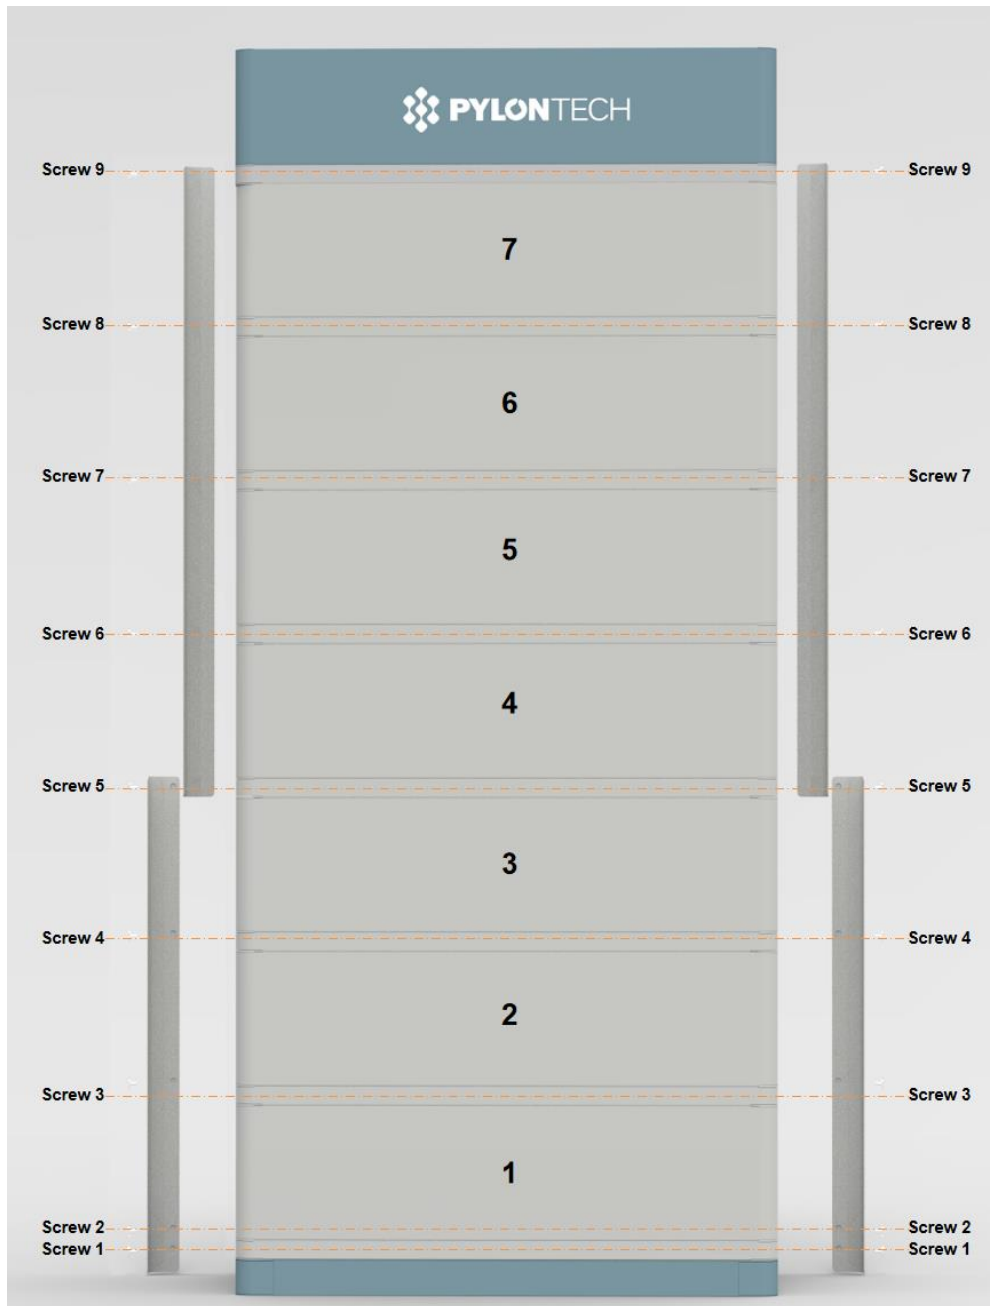 PYLONTECH
Screw 9 Screw 9
7
Screw 8 Screw 8
6
Screw 7 Screw 7
5
Screw 6 Screw 6
4
Screw 5 Screw 5
3
Screw 4 Screw 4
2
Screw 3 Screw 3
1
Screw 2 Screw 2
Screw 1 Screw 1